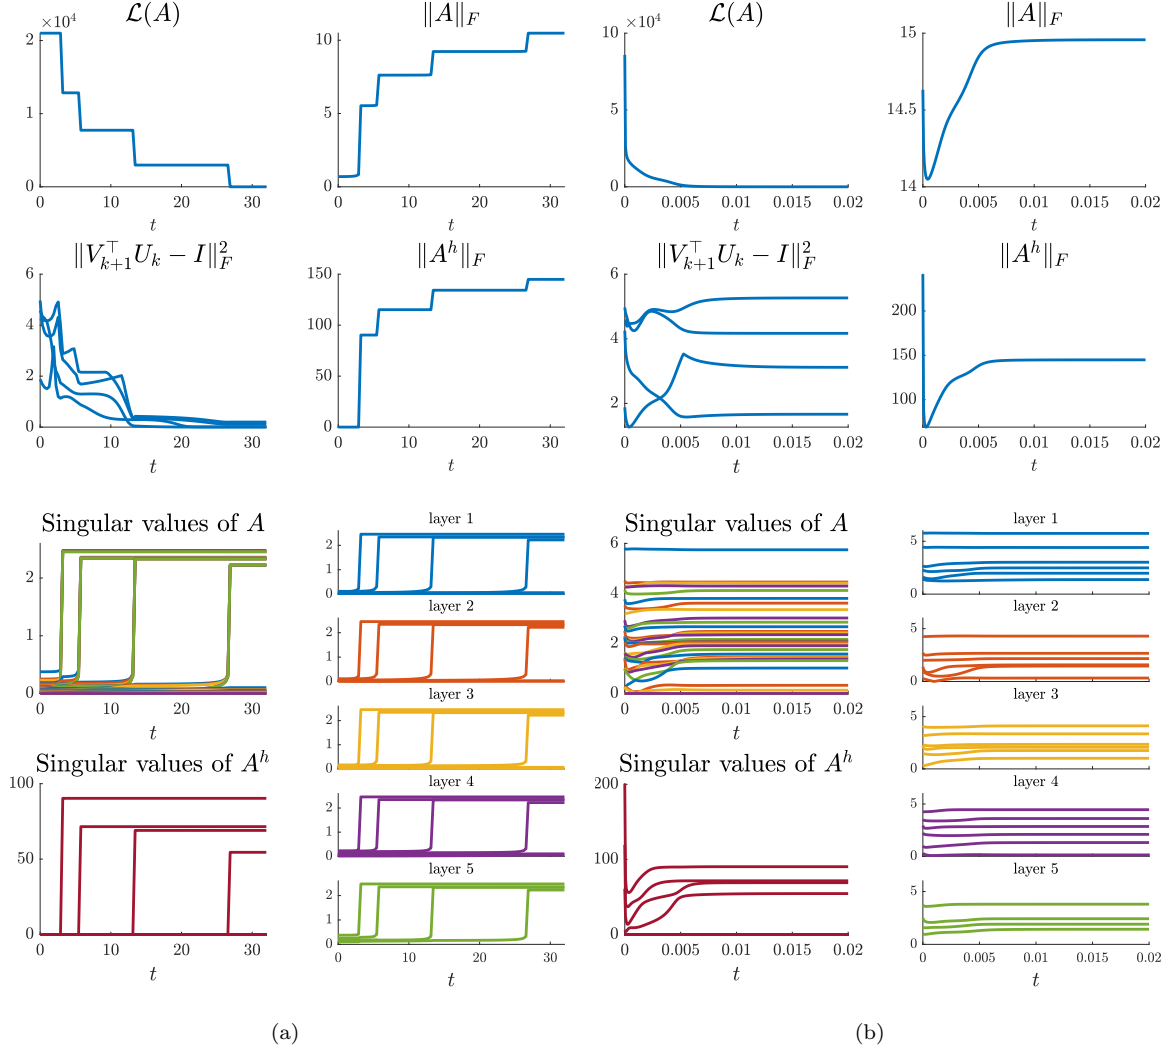 𝓛(A)
‖A‖_F
𝓛(A)
‖A‖_F
×10⁴
2
1
0
0 10 20 30
t
10
5
0
0 10 20 30
t
×10⁴
10
5
0
0 0.005 0.01 0.015 0.02
t
15
14.5
14
0 0.005 0.01 0.015 0.02
t
‖V_{k+1}^⊤ U_k − I‖_F^2
‖A^h‖_F
‖V_{k+1}^⊤ U_k − I‖_F^2
‖A^h‖_F
6
4
2
0
0 10 20 30
t
150
100
50
0
0 10 20 30
t
6
4
2
0 0.005 0.01 0.015 0.02
t
200
150
100
0 0.005 0.01 0.015 0.02
t
Singular values of A
2
1
0
0 10 20 30
t
Singular values of A^h
100
50
0
0 10 20 30
t
layer 1
2
1
0
layer 2
2
1
0
layer 3
2
1
0
layer 4
2
1
0
layer 5
2
1
0
0 10 20 30
t
Singular values of A
6
4
2
0
0 0.005 0.01 0.015 0.02
t
Singular values of A^h
200
100
0
0 0.005 0.01 0.015 0.02
t
layer 1
5
0
layer 2
5
0
layer 3
5
0
layer 4
5
0
layer 5
5
0
0 0.005 0.01 0.015 0.02
t
(a)
(b)